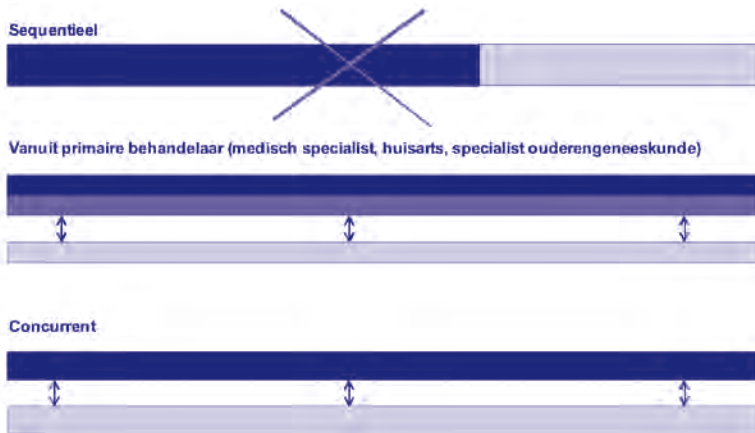 Sequentieel
Vanuit primaire behandelaar (medisch specialist, huisarts, specialist ouderengeneeskunde)
Concurrent